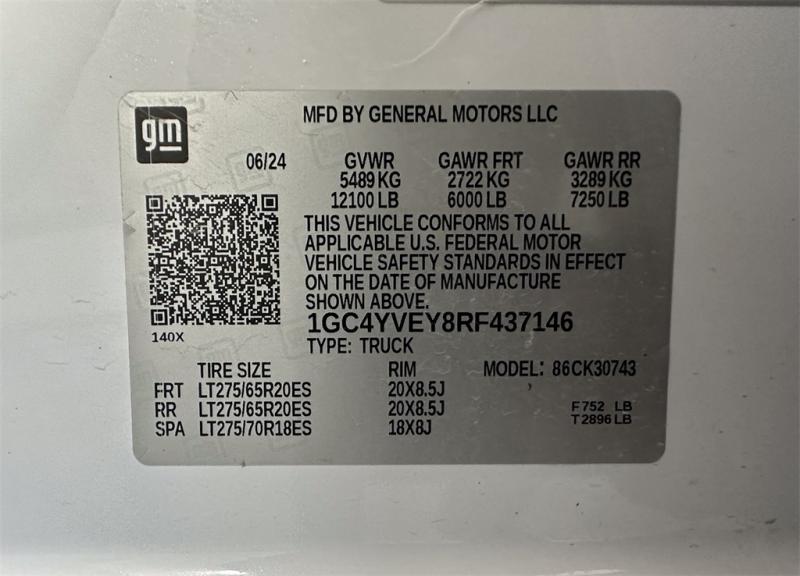 gm
MFD BY GENERAL MOTORS LLC
06/24 GVWR GAWR FRT GAWR RR
5489 KG 2722 KG 3289 KG
12100 LB 6000 LB 7250 LB
THIS VEHICLE CONFORMS TO ALL
APPLICABLE U.S. FEDERAL MOTOR
VEHICLE SAFETY STANDARDS IN EFFECT
ON THE DATE OF MANUFACTURE
SHOWN ABOVE.
140X
1GC4YVEY8RF437146
TYPE: TRUCK
TIRE SIZE RIM MODEL: 86CK30743
FRT LT275/65R20ES 20X8.5J
RR LT275/65R20ES 20X8.5J F752 LB
SPA LT275/70R18ES 18X8J T2896 LB